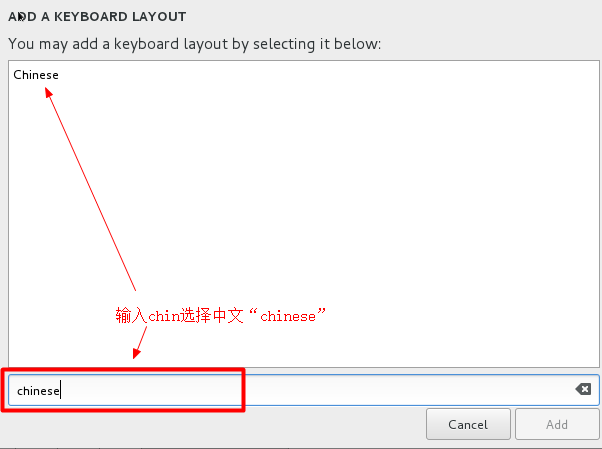 ADD A KEYBOARD LAYOUT
You may add a keyboard layout by selecting it below:
Chinese
输入chin选择中文“chinese”
chinese
Cancel
Add